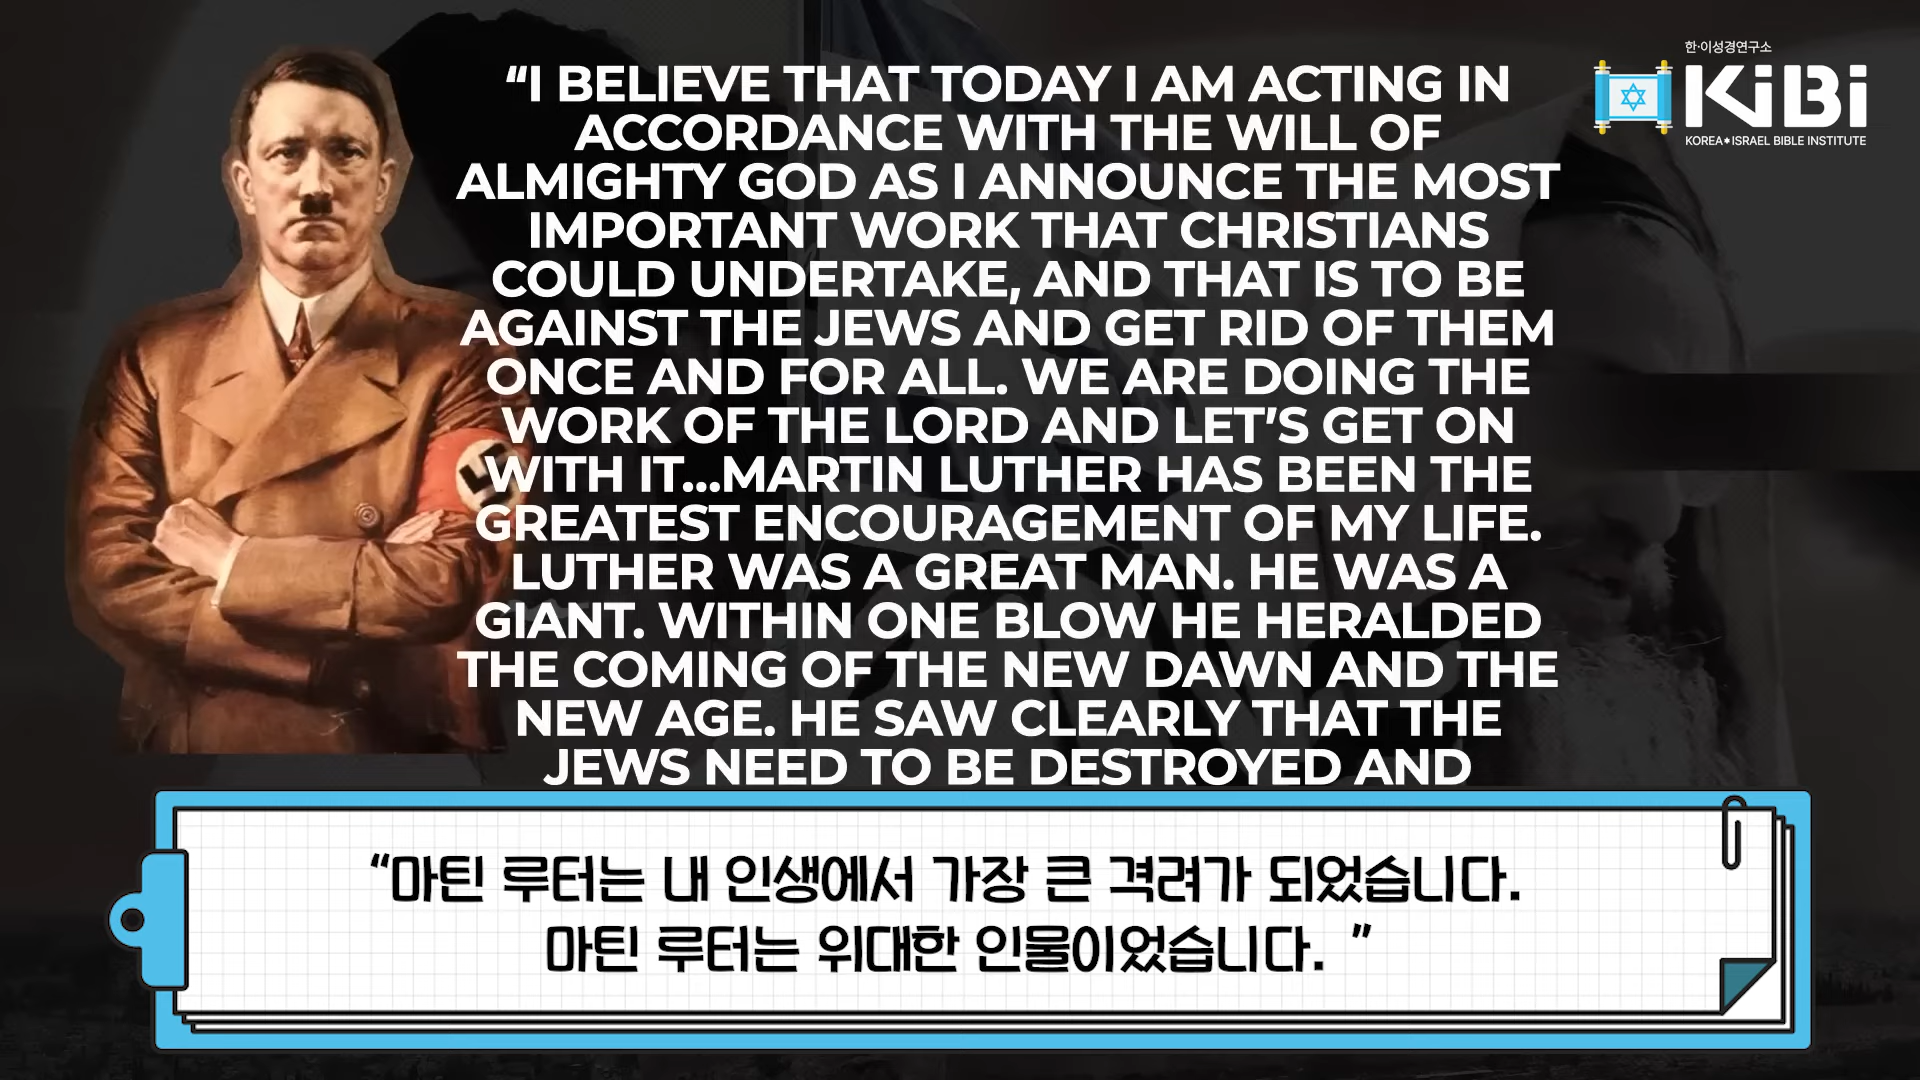 “I BELIEVE THAT TODAY I AM ACTING IN
ACCORDANCE WITH THE WILL OF
ALMIGHTY GOD AS I ANNOUNCE THE MOST
IMPORTANT WORK THAT CHRISTIANS
COULD UNDERTAKE, AND THAT IS TO BE
AGAINST THE JEWS AND GET RID OF THEM
ONCE AND FOR ALL. WE ARE DOING THE
WORK OF THE LORD AND LET’S GET ON
WITH IT...MARTIN LUTHER HAS BEEN THE
GREATEST ENCOURAGEMENT OF MY LIFE.
LUTHER WAS A GREAT MAN. HE WAS A
GIANT. WITHIN ONE BLOW HE HERALDED
THE COMING OF THE NEW DAWN AND THE
NEW AGE. HE SAW CLEARLY THAT THE
JEWS NEED TO BE DESTROYED AND
한·이성경연구소
KiBi
KOREA✶ISRAEL BIBLE INSTITUTE
“마틴 루터는 내 인생에서 가장 큰 격려가 되었습니다.
마틴 루터는 위대한 인물이었습니다. ”